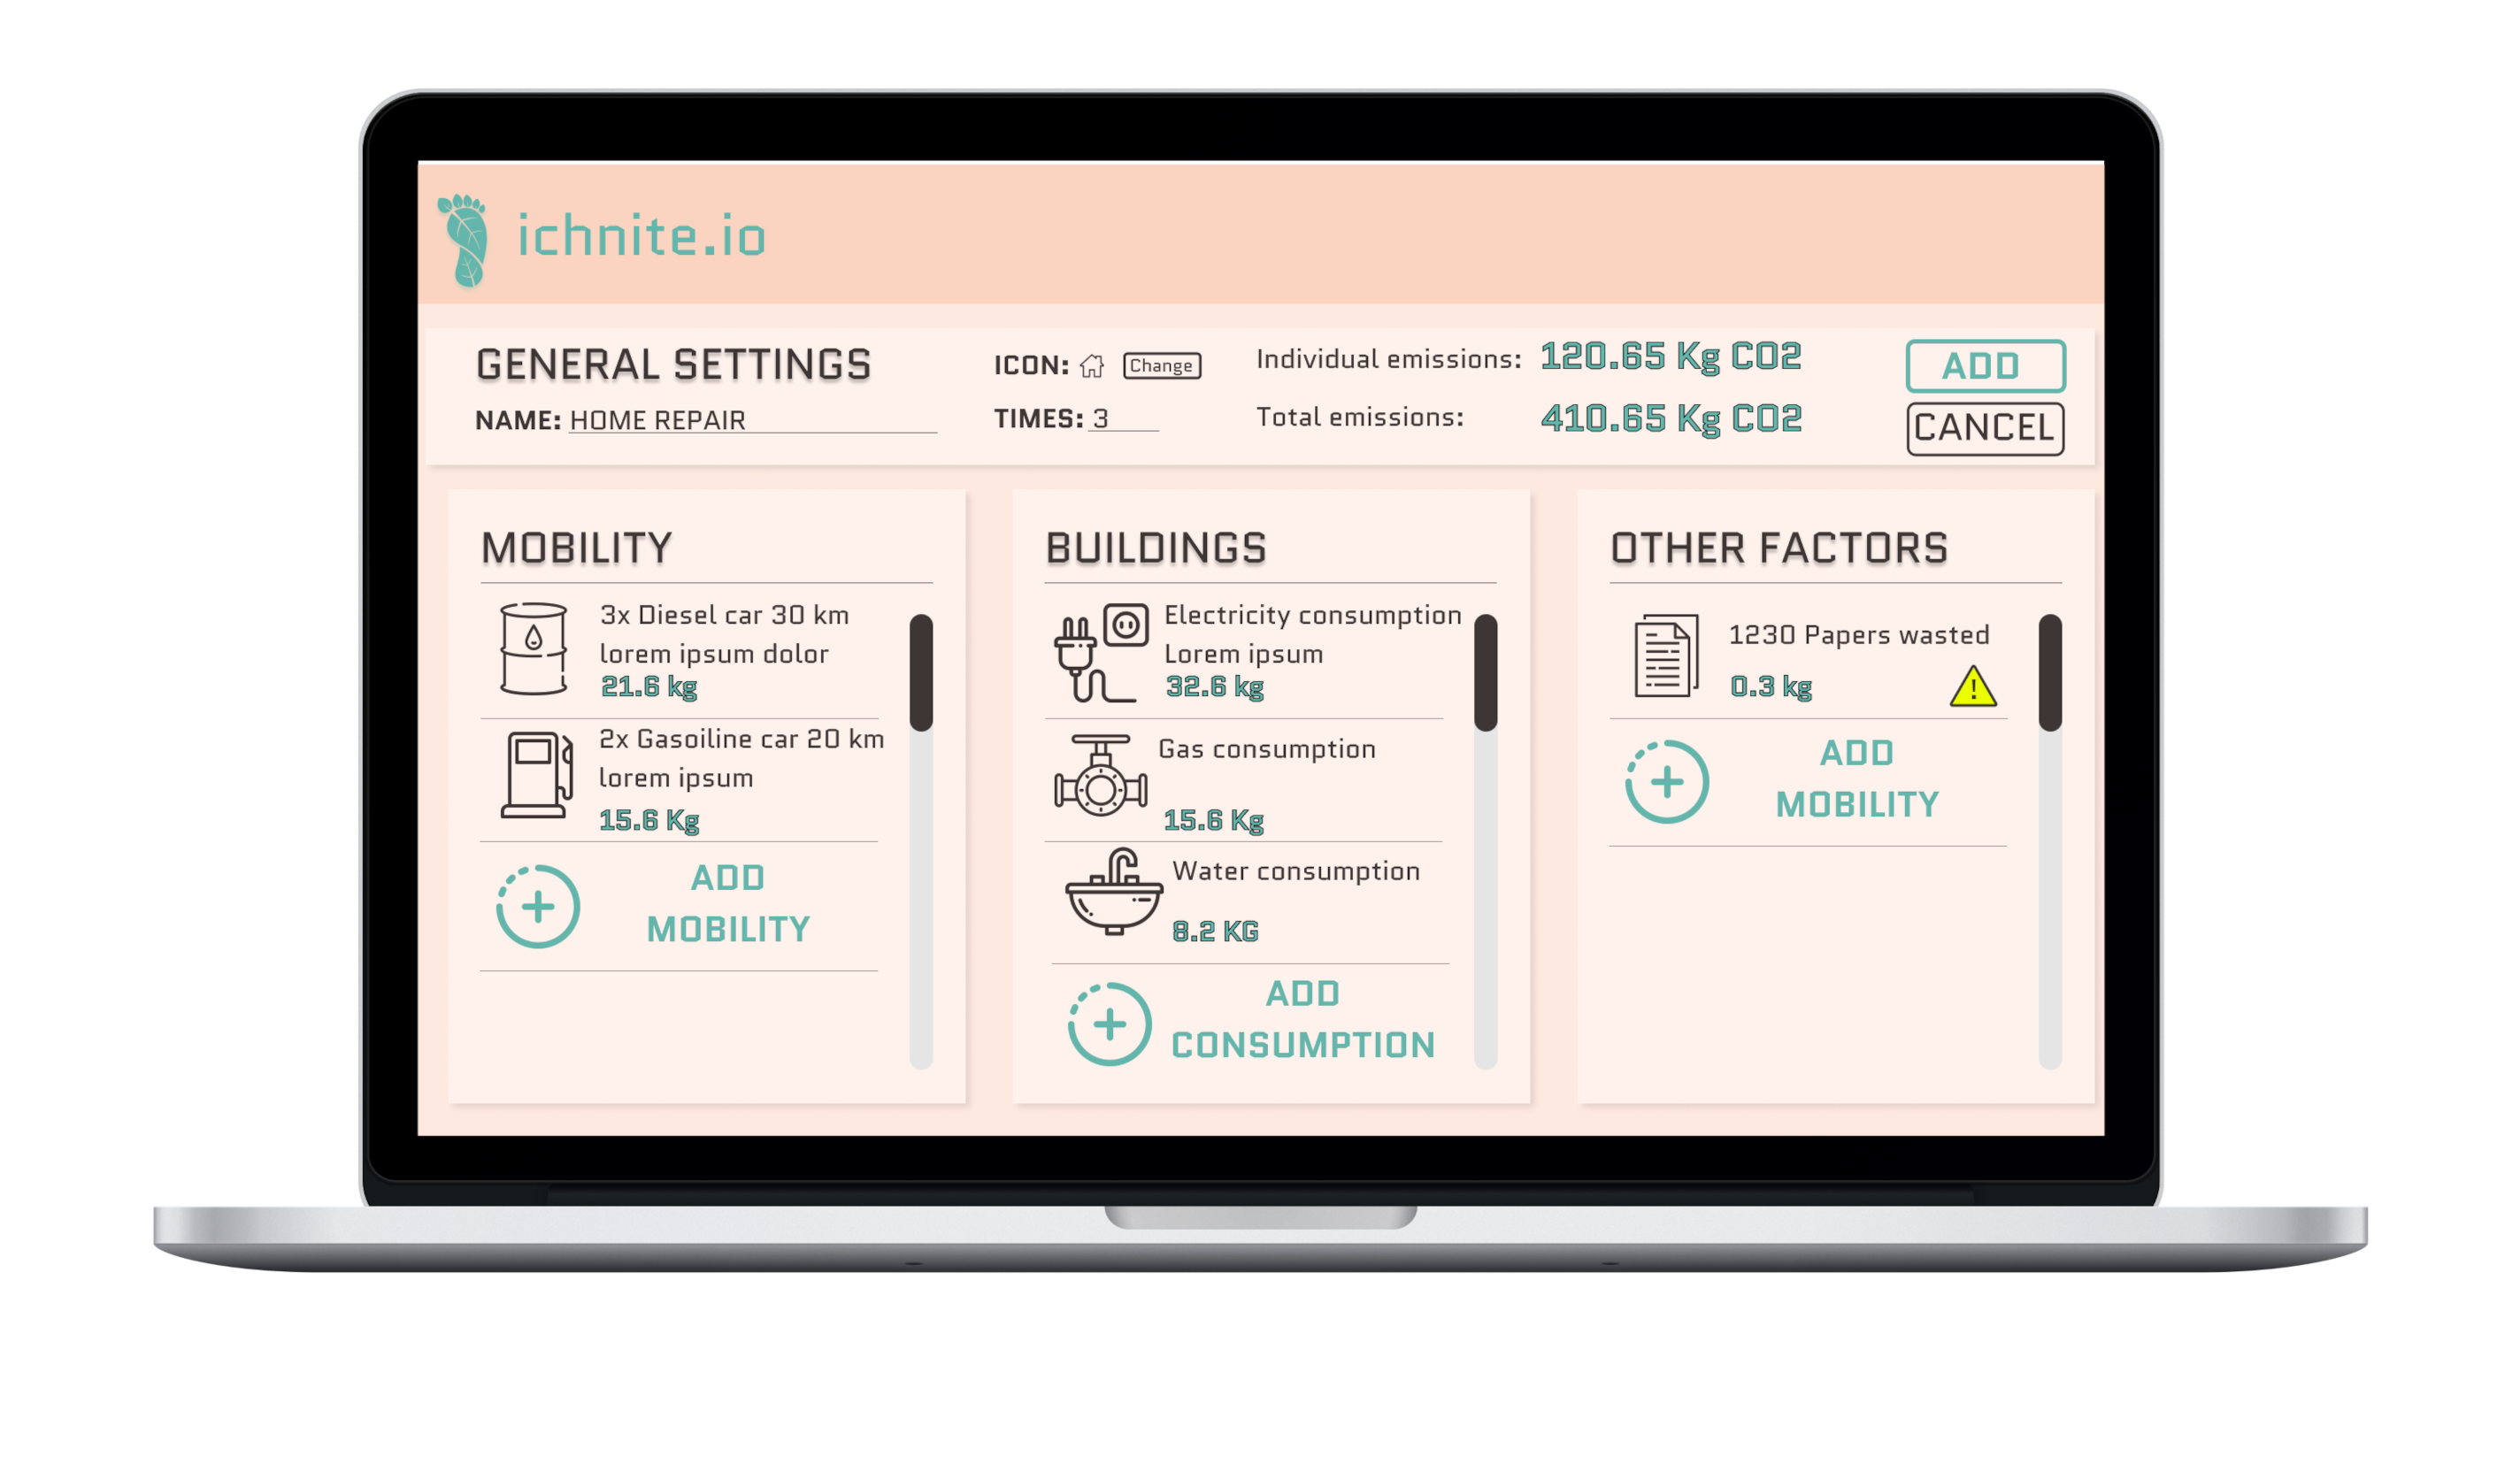 ichnite.io
GENERAL SETTINGS
NAME: HOME REPAIR
ICON: Change
TIMES: 3
Individual emissions: 120.65 Kg CO2
Total emissions: 410.65 Kg CO2
ADD
CANCEL
MOBILITY
3x Diesel car 30 km
lorem ipsum dolor
21.6 kg
2x Gasoiline car 20 km
lorem ipsum
15.6 Kg
ADD
MOBILITY
BUILDINGS
Electricity consumption
Lorem ipsum
32.6 kg
Gas consumption
15.6 Kg
Water consumption
8.2 KG
ADD
CONSUMPTION
OTHER FACTORS
1230 Papers wasted
0.3 kg
!
ADD
MOBILITY